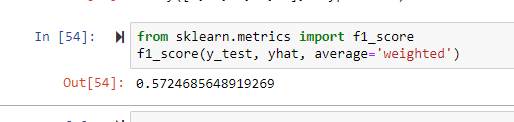 In [54]:
from sklearn.metrics import f1_score
f1_score(y_test, yhat, average='weighted')
Out[54]: 0.5724685648919269